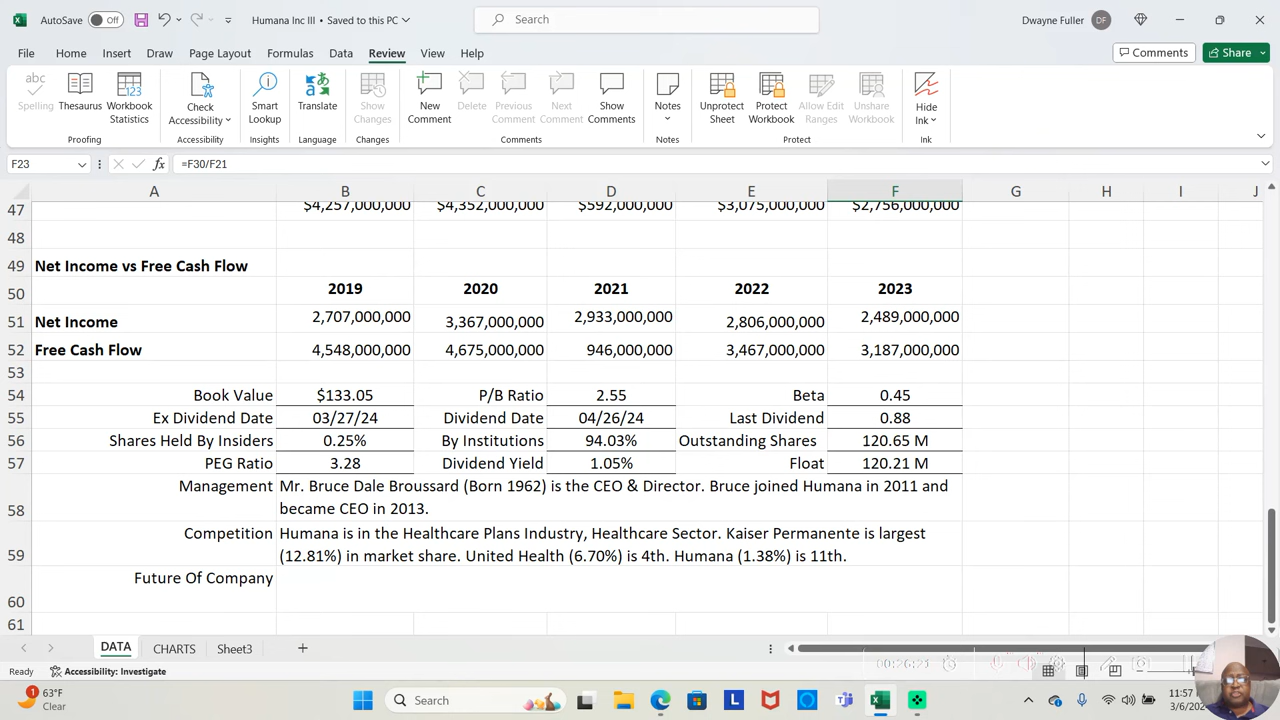 AutoSave Off Humana Inc III • Saved to this PC Search Dwayne Fuller DF
File Home Insert Draw Page Layout Formulas Data Review View Help Comments Share
abc 123
Spelling Thesaurus Workbook Statistics Check Accessibility Smart Lookup Translate Show Changes New Comment Delete Previous Comment Next Comment Show Comments Notes Unprotect Sheet Protect Workbook Allow Edit Ranges Unshare Workbook Hide Ink
Proofing Accessibility Insights Language Changes Comments Notes Protect Ink
F23 fx =F30/F21
A B C D E F G H I J
47 $4,257,000,000 $4,352,000,000 $592,000,000 $3,075,000,000 $2,756,000,000
48
49 Net Income vs Free Cash Flow
50 2019 2020 2021 2022 2023
51 Net Income 2,707,000,000 3,367,000,000 2,933,000,000 2,806,000,000 2,489,000,000
52 Free Cash Flow 4,548,000,000 4,675,000,000 946,000,000 3,467,000,000 3,187,000,000
53
54 Book Value $133.05 P/B Ratio 2.55 Beta 0.45
55 Ex Dividend Date 03/27/24 Dividend Date 04/26/24 Last Dividend 0.88
56 Shares Held By Insiders 0.25% By Institutions 94.03% Outstanding Shares 120.65 M
57 PEG Ratio 3.28 Dividend Yield 1.05% Float 120.21 M
Management Mr. Bruce Dale Broussard (Born 1962) is the CEO & Director. Bruce joined Humana in 2011 and
58 became CEO in 2013.
Competition Humana is in the Healthcare Plans Industry, Healthcare Sector. Kaiser Permanente is largest
59 (12.81%) in market share. United Health (6.70%) is 4th. Humana (1.38%) is 11th.
Future Of Company
60
61
DATA CHARTS Sheet3
Ready Accessibility: Investigate 00:26:21
1 63°F Clear Search L 11:57
3/6/